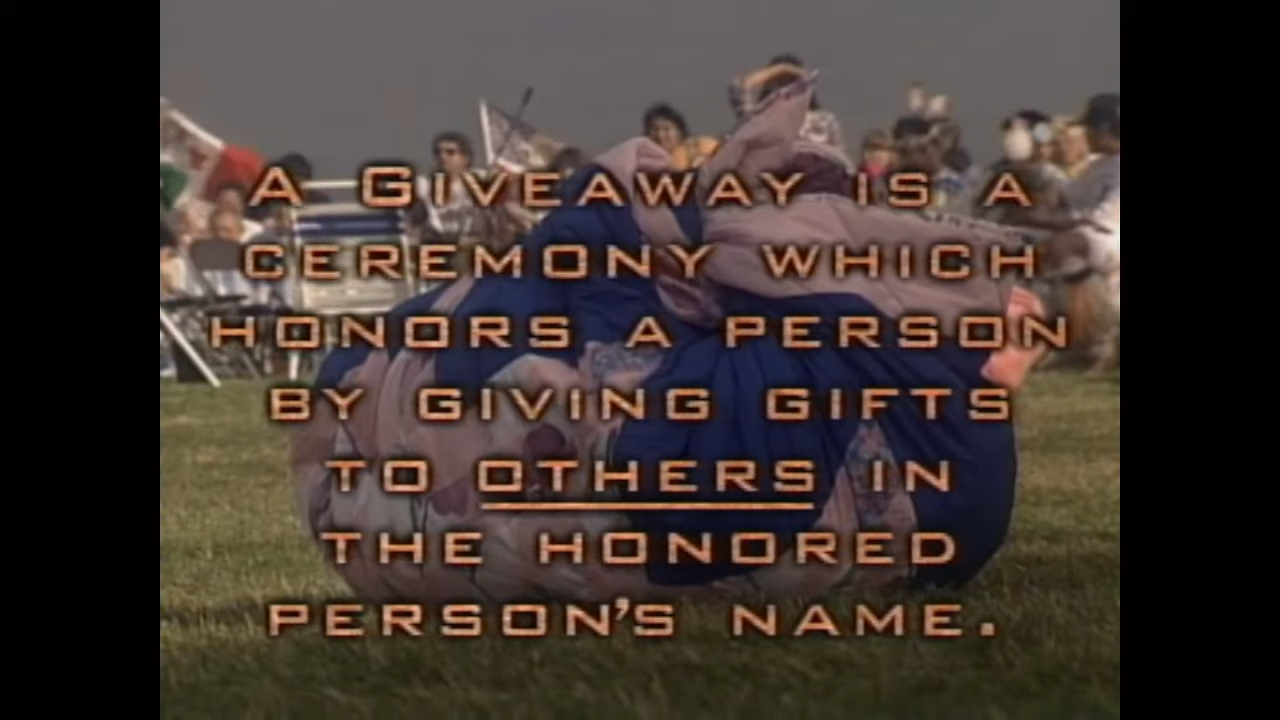 A GIVEAWAY IS A
CEREMONY WHICH
HONORS A PERSON
BY GIVING GIFTS
TO OTHERS IN
THE HONORED
PERSON'S NAME.